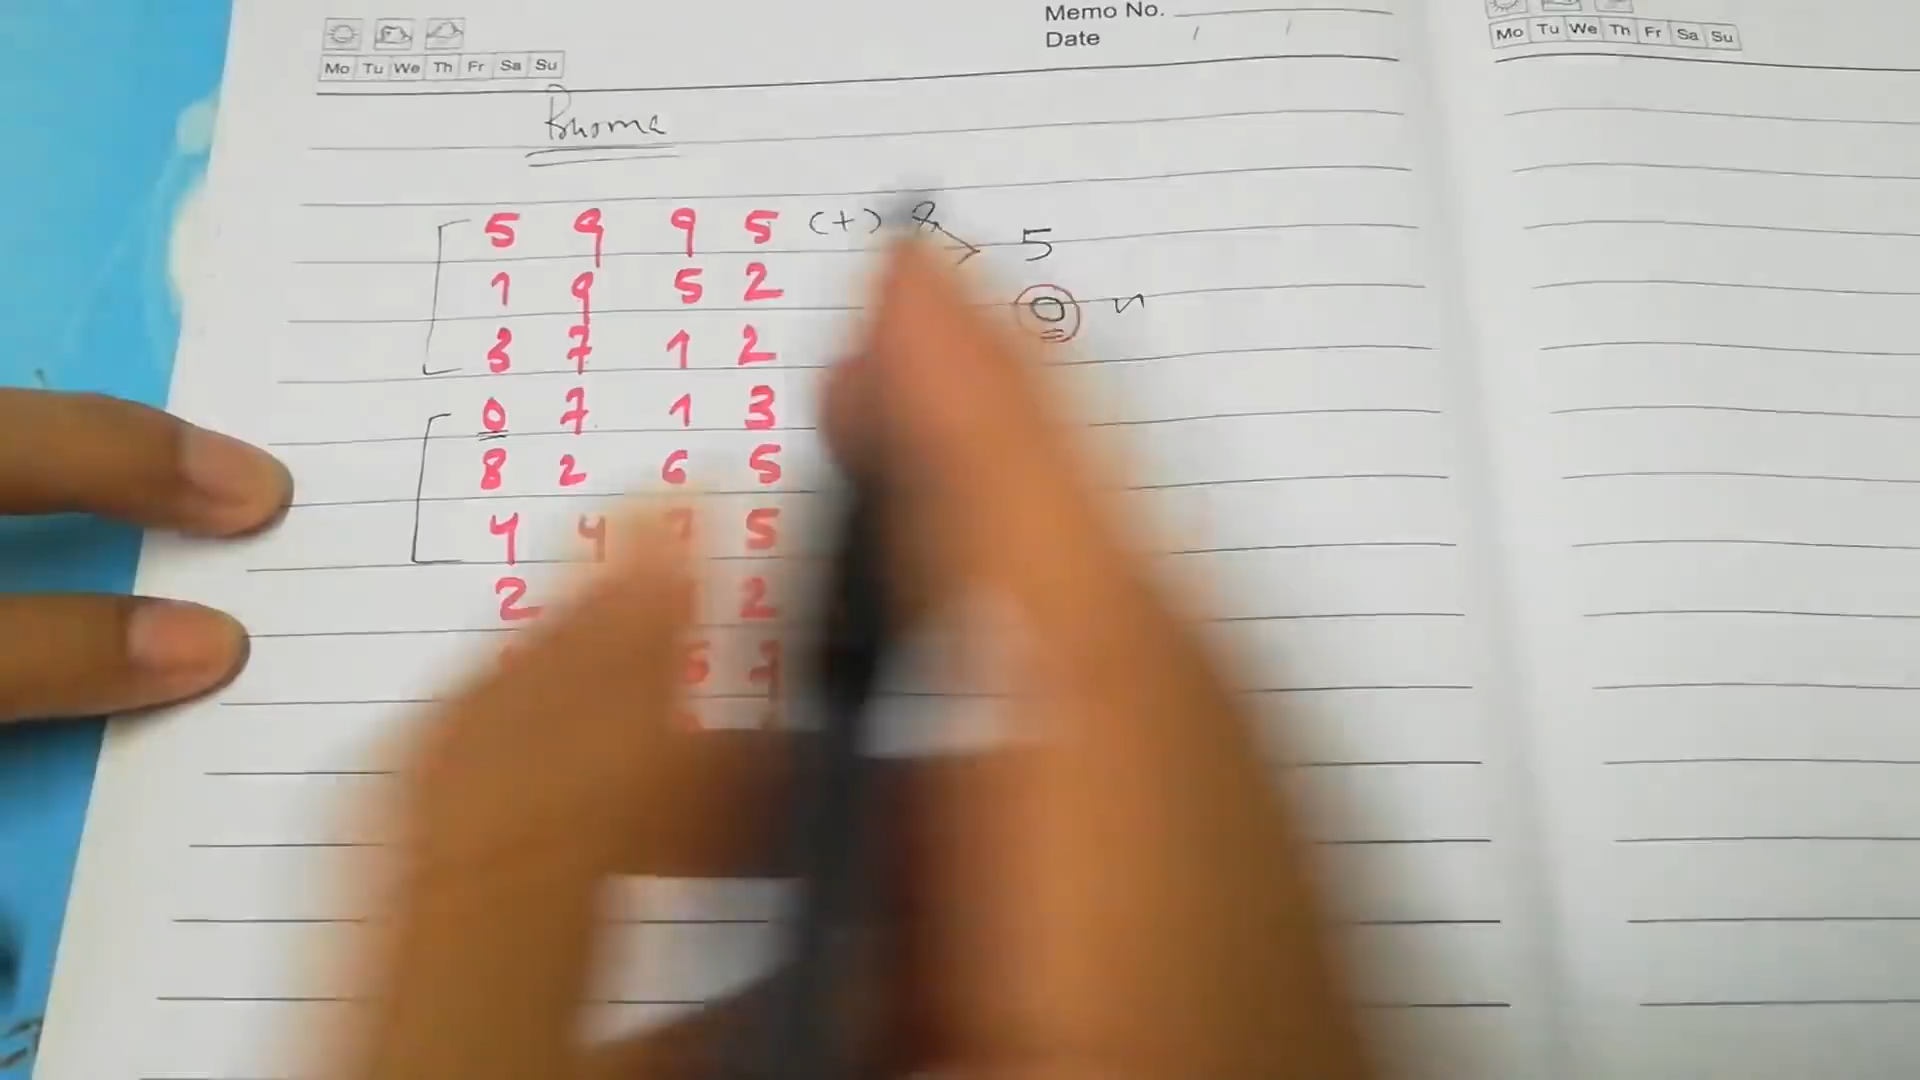 Memo No.
Date / /
Mo Tu We Th Fr Sa Su
Mo Tu We Th Fr Sa Su
5 9 9 5 (+) 5
1 9 5 2 0
3 7 1 2
0 7 1 3
8 2 6 5
4 4 5
2 2
5